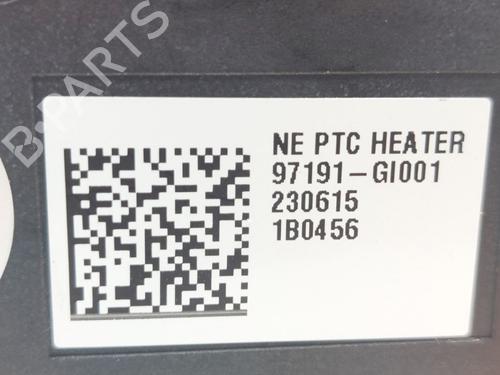 B-PARTS
NE PTC HEATER
97191-GI001
230615
1B0456